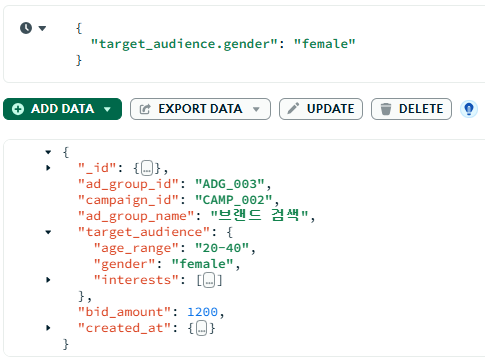 {
"target_audience.gender": "female"
}
ADD DATA EXPORT DATA UPDATE DELETE
{
"_id": {…},
"ad_group_id": "ADG_003",
"campaign_id": "CAMP_002",
"ad_group_name": "브랜드 검색",
"target_audience": {
"age_range": "20-40",
"gender": "female",
"interests": […]
},
"bid_amount": 1200,
"created_at": {…}
}